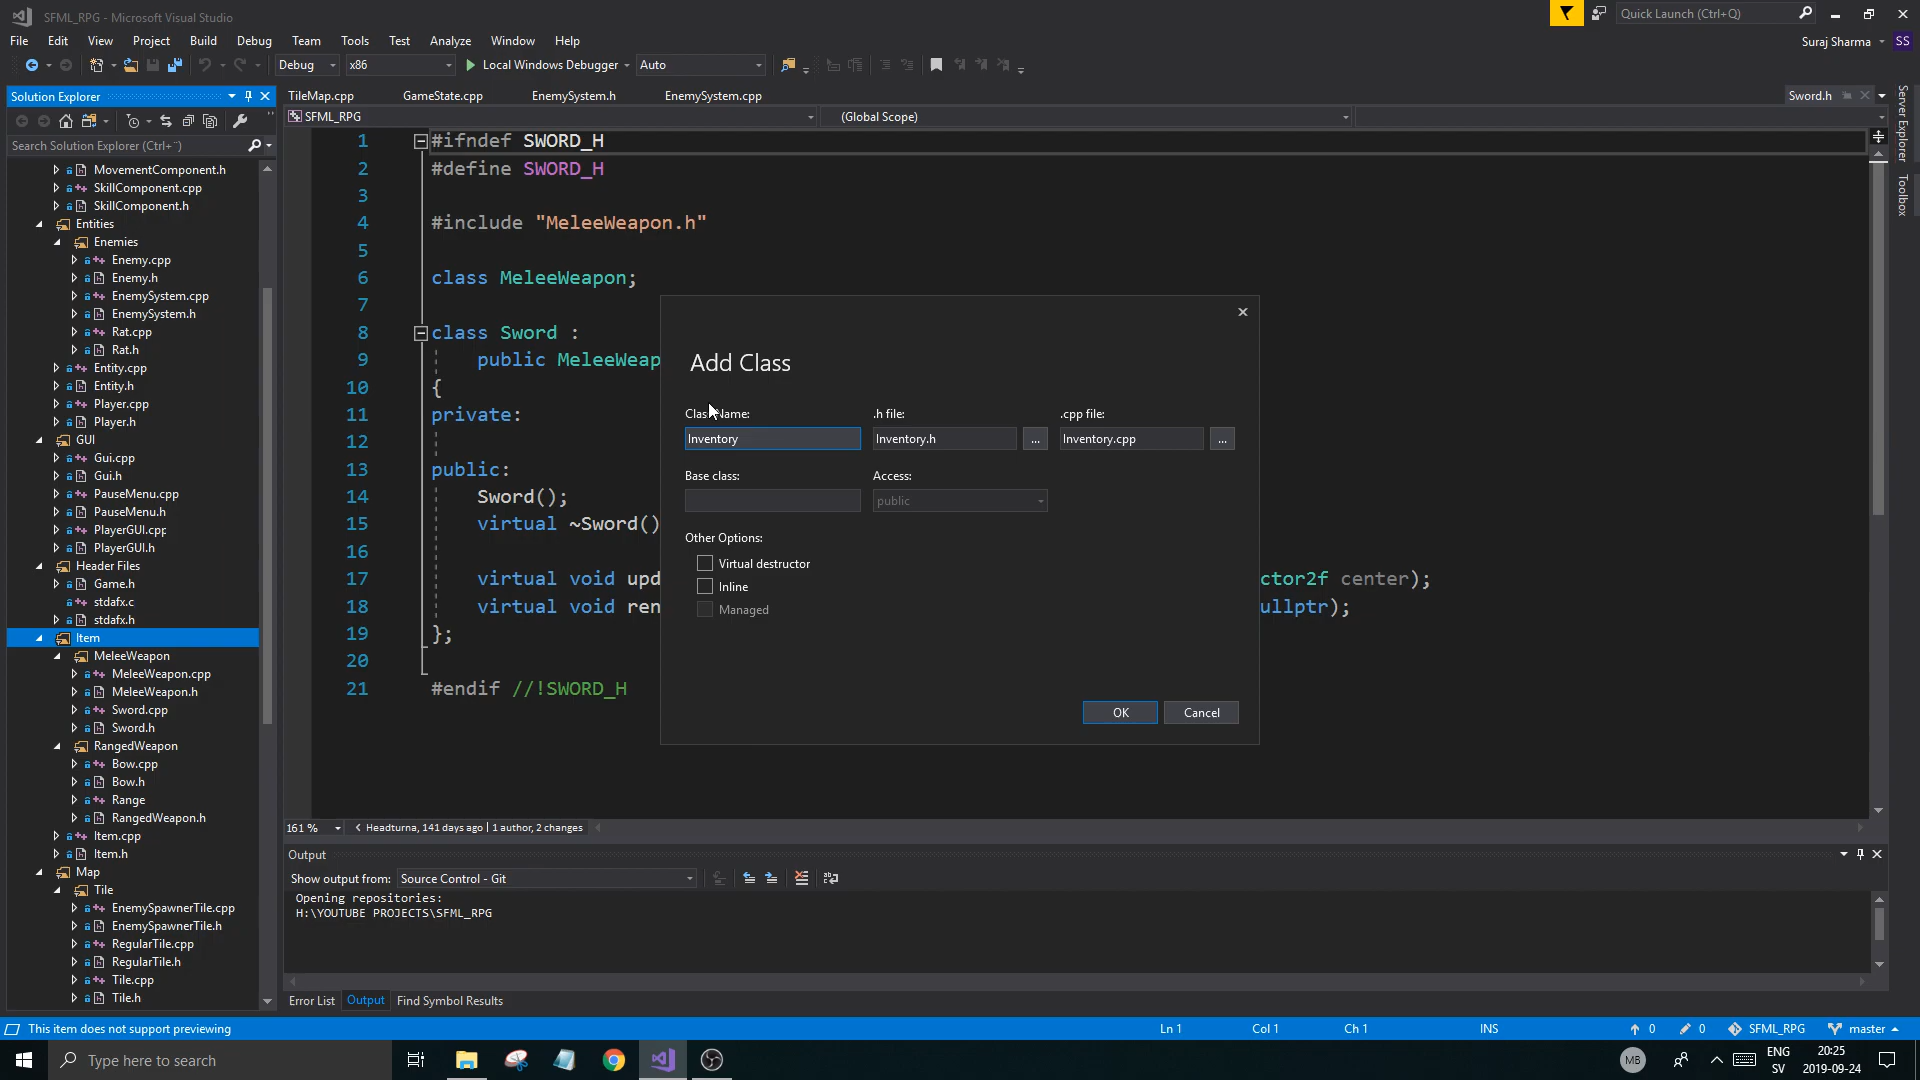 SFML_RPG - Microsoft Visual Studio
Quick Launch (Ctrl+Q)
File Edit View Project Build Debug Team Tools Test Analyze Window Help
Suraj Sharma SS
Debug x86 Local Windows Debugger Auto
Solution Explorer
TileMap.cpp GameState.cpp EnemySystem.h EnemySystem.cpp Sword.h
SFML_RPG (Global Scope)
Server Explorer
Toolbox
Search Solution Explorer (Ctrl+¨)
MovementComponent.h
SkillComponent.cpp
SkillComponent.h
Entities
Enemies
Enemy.cpp
Enemy.h
EnemySystem.cpp
EnemySystem.h
Rat.cpp
Rat.h
Entity.cpp
Entity.h
Player.cpp
Player.h
GUI
Gui.cpp
Gui.h
PauseMenu.cpp
PauseMenu.h
PlayerGUI.cpp
PlayerGUI.h
Header Files
Game.h
stdafx.c
stdafx.h
Item
MeleeWeapon
MeleeWeapon.cpp
MeleeWeapon.h
Sword.cpp
Sword.h
RangedWeapon
Bow.cpp
Bow.h
Range
RangedWeapon.h
Item.cpp
Item.h
Map
Tile
EnemySpawnerTile.cpp
EnemySpawnerTile.h
RegularTile.cpp
RegularTile.h
Tile.cpp
Tile.h
1 #ifndef SWORD_H
2 #define SWORD_H
3
4 #include "MeleeWeapon.h"
5
6 class MeleeWeapon;
7
8 class Sword :
9 public MeleeWeap
10 {
11 private:
12
13 public:
14 Sword();
15 virtual ~Sword()
16
17 virtual void upd ctor2f center);
18 virtual void ren ullptr);
19 };
20
21 #endif //!SWORD_H
Add Class
Class Name: .h file: .cpp file:
Inventory Inventory.h ... Inventory.cpp ...
Base class: Access:
public
Other Options:
Virtual destructor
Inline
Managed
OK Cancel
161 % Headturna, 141 days ago | 1 author, 2 changes
Output
Show output from: Source Control - Git
Opening repositories:
H:\YOUTUBE PROJECTS\SFML_RPG
Error List Output Find Symbol Results
This item does not support previewing Ln 1 Col 1 Ch 1 INS 0 0 SFML_RPG master
Type here to search
MB
ENG
SV
20:25
2019-09-24